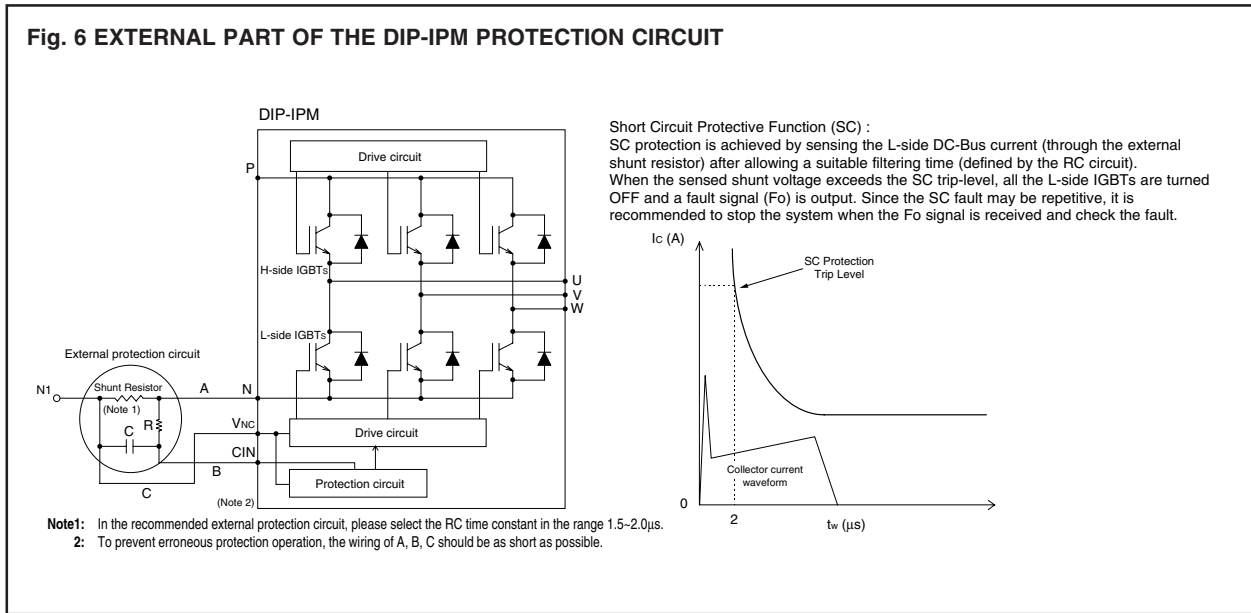 Fig. 6 EXTERNAL PART OF THE DIP-IPM PROTECTION CIRCUIT
DIP-IPM
Drive circuit
P
H-side IGBTs
U
V
W
L-side IGBTs
External protection circuit
N1
Shunt Resistor
(Note 1)
A
N
R
C
VNC
Drive circuit
CIN
B
C
Protection circuit
(Note 2)
Short Circuit Protective Function (SC) :
SC protection is achieved by sensing the L-side DC-Bus current (through the external
shunt resistor) after allowing a suitable filtering time (defined by the RC circuit).
When the sensed shunt voltage exceeds the SC trip-level, all the L-side IGBTs are turned
OFF and a fault signal (Fo) is output. Since the SC fault may be repetitive, it is
recommended to stop the system when the Fo signal is received and check the fault.
IC (A)
SC Protection
Trip Level
Collector current
waveform
0
2
tw (μs)
Note1: In the recommended external protection circuit, please select the RC time constant in the range 1.5~2.0μs.
2: To prevent erroneous protection operation, the wiring of A, B, C should be as short as possible.